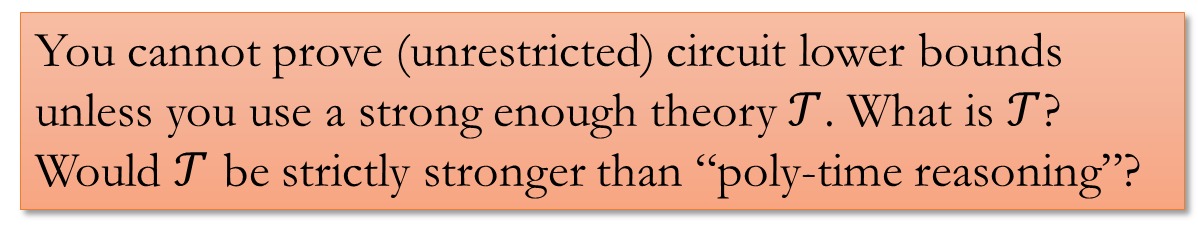 You cannot prove (unrestricted) circuit lower bounds
unless you use a strong enough theory 𝒯. What is 𝒯?
Would 𝒯 be strictly stronger than “poly-time reasoning”?